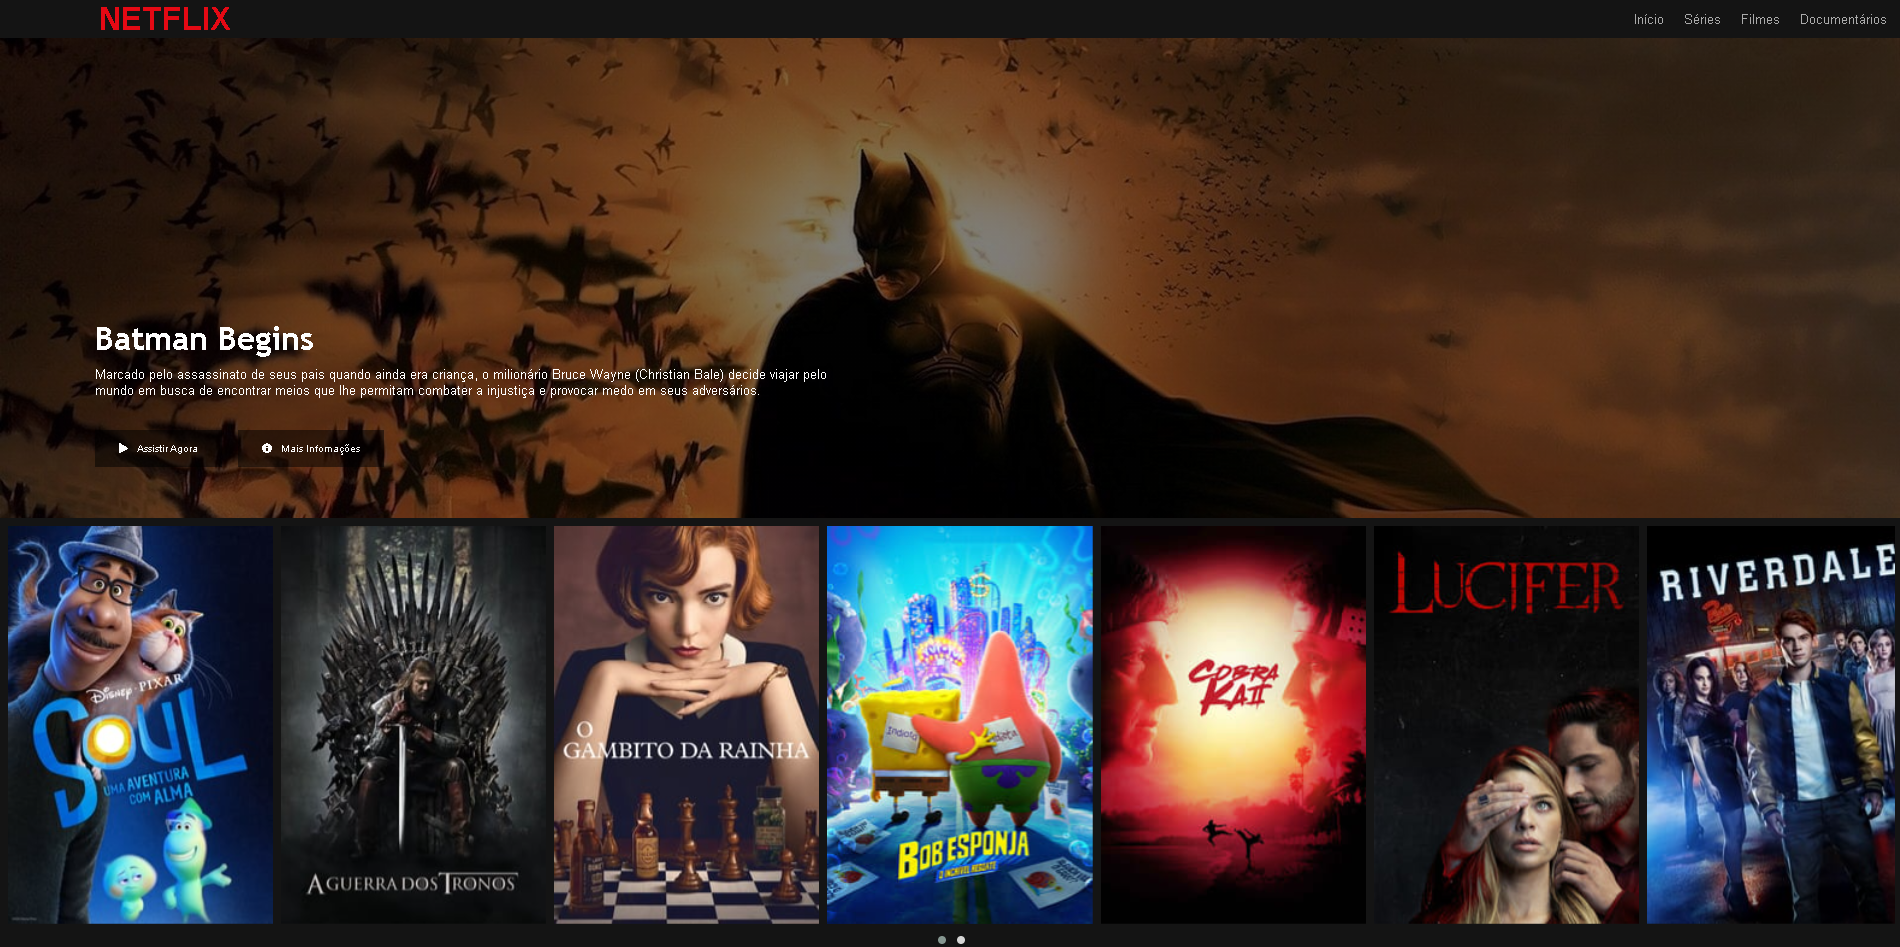 NETFLIX
Início Séries Filmes Documentários
Batman Begins
Marcado pelo assassinato de seus pais quando ainda era criança, o milionário Bruce Wayne (Christian Bale) decide viajar pelo
mundo em busca de encontrar meios que lhe permitam combater a injustiça e provocar medo em seus adversários.
Assistir Agora
Mais Infomações
DISNEY · PIXAR
SOUL
UMA AVENTURA
COM ALMA
A GUERRA DOS TRONOS
O
GAMBITO DA RAINHA
Indiota
BOB ESPONJA
O INCRÍVEL RESGATE
COBRA
KAI II
LUCIFER
RIVERDALE